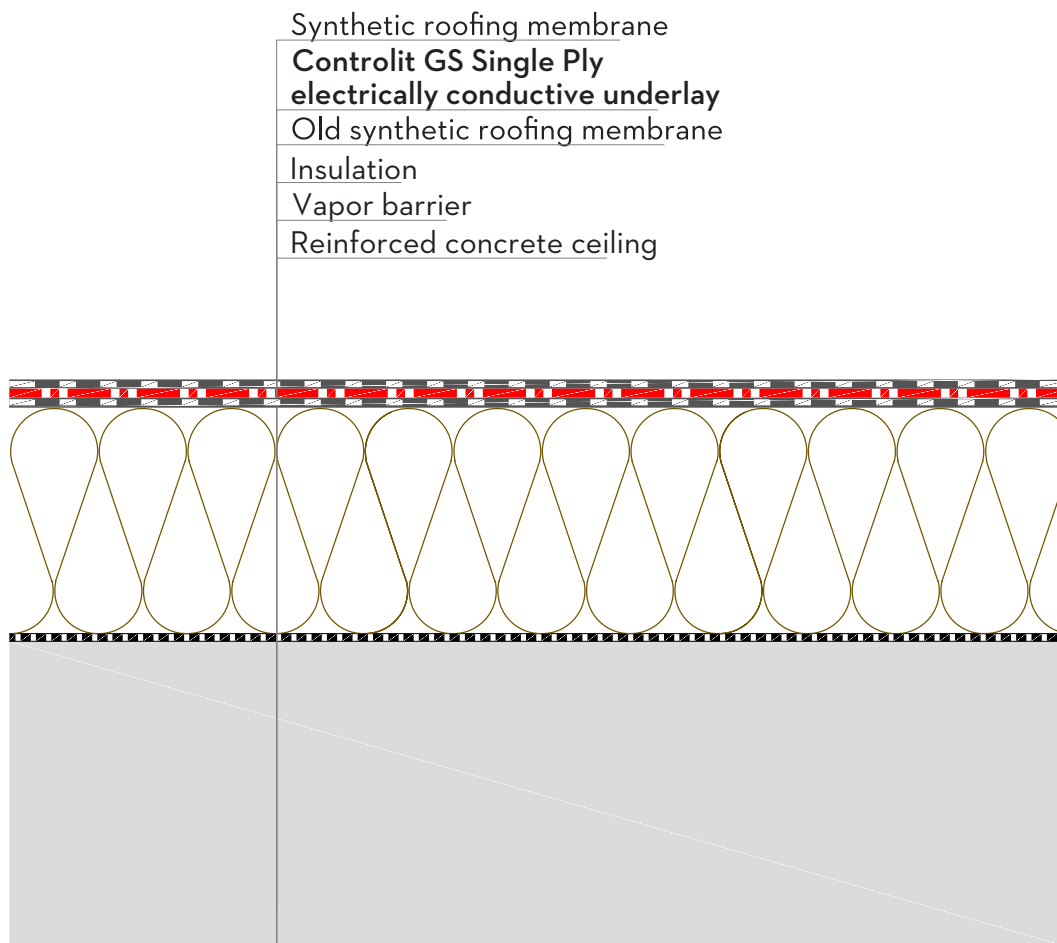 Synthetic roofing membrane
Controlit GS Single Ply
electrically conductive underlay
Old synthetic roofing membrane
Insulation
Vapor barrier
Reinforced concrete ceiling